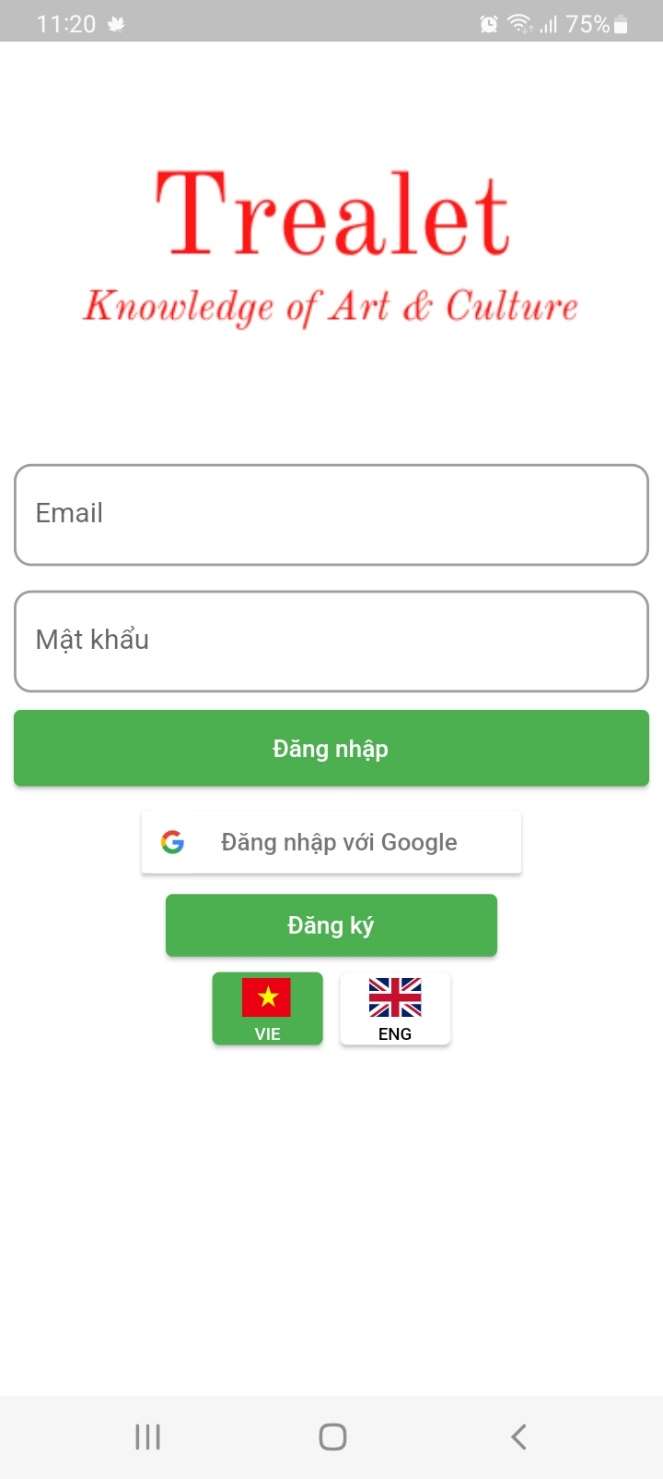 11:20
75%
Trealet
Knowledge of Art & Culture
Email
Mật khẩu
Đăng nhập
Đăng nhập với Google
Đăng ký
VIE
ENG